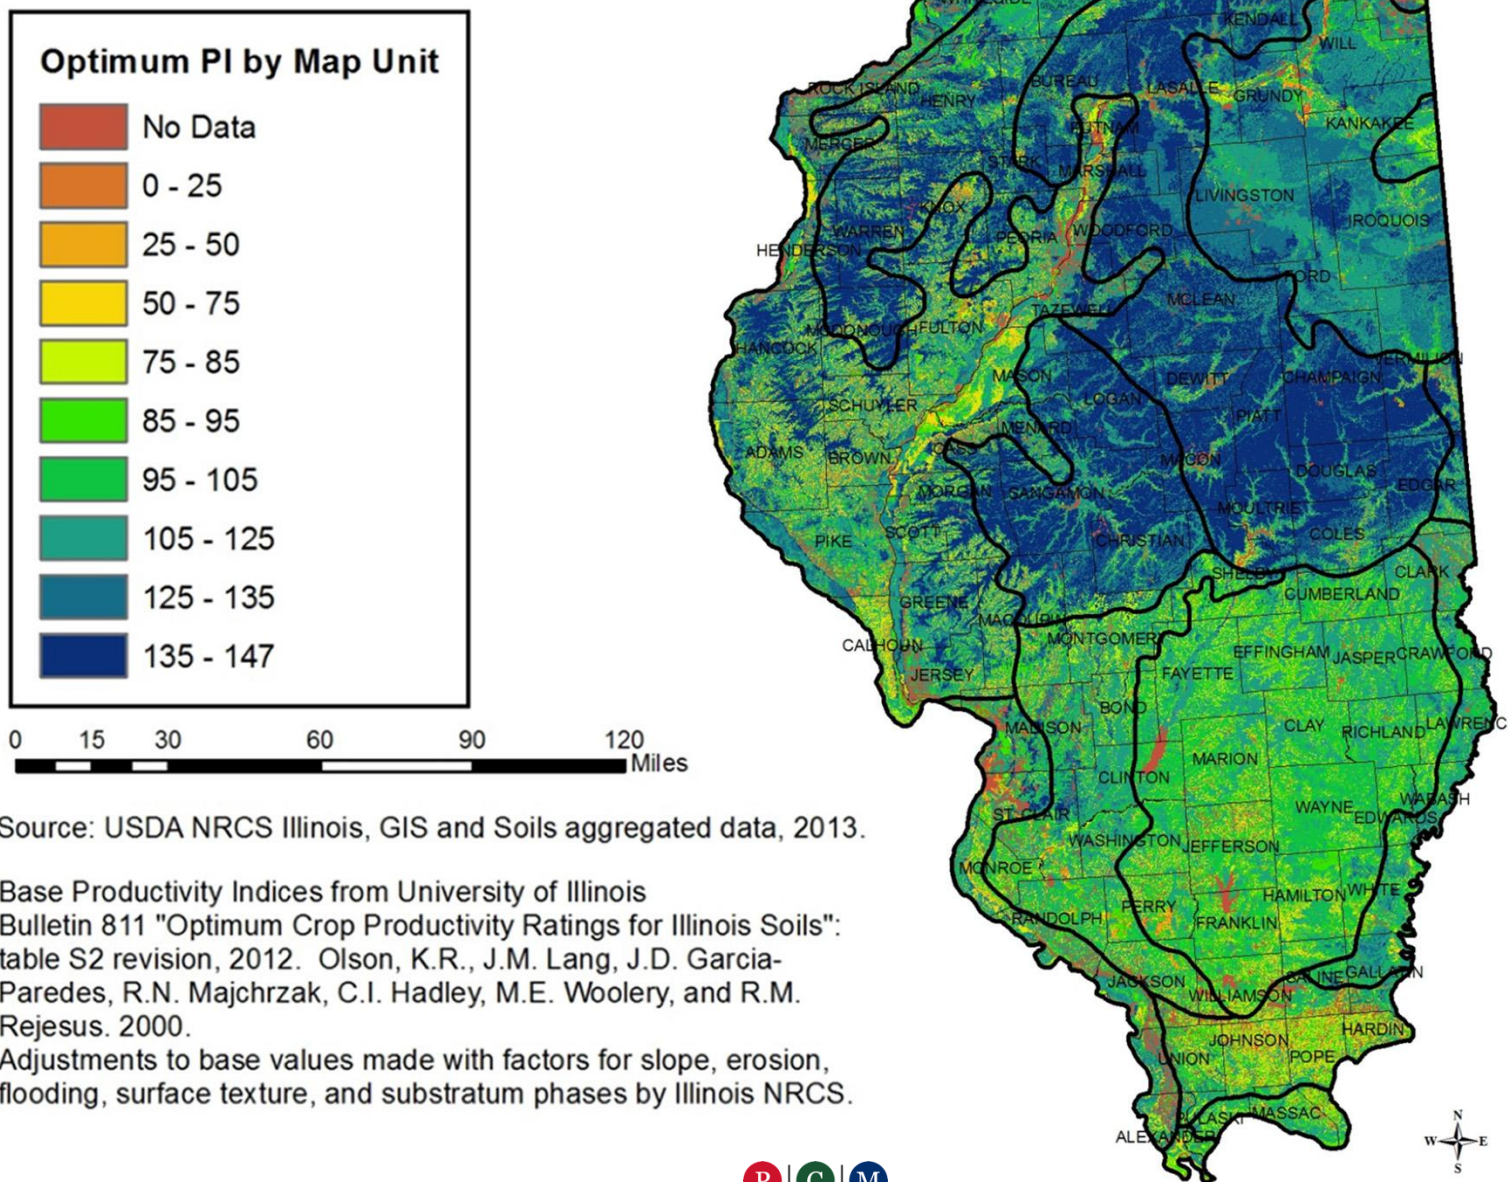 Optimum PI by Map Unit
No Data
0 - 25
25 - 50
50 - 75
75 - 85
85 - 95
95 - 105
105 - 125
125 - 135
135 - 147
0 15 30 60 90 120
Miles
Source: USDA NRCS Illinois, GIS and Soils aggregated data, 2013.
Base Productivity Indices from University of Illinois
Bulletin 811 "Optimum Crop Productivity Ratings for Illinois Soils":
table S2 revision, 2012. Olson, K.R., J.M. Lang, J.D. Garcia-
Paredes, R.N. Majchrzak, C.I. Hadley, M.E. Woolery, and R.M.
Rejesus. 2000.
Adjustments to base values made with factors for slope, erosion,
flooding, surface texture, and substratum phases by Illinois NRCS.
KENDALL
WILL
BUREAU
ROCK ISLAND
HENRY
LASALLE
GRUNDY
PUTNAM
KANKAKEE
MERCER
STARK
MARSHALL
LIVINGSTON
KNOX
IROQUOIS
WARREN
PEORIA
WOODFORD
HENDERSON
FORD
MCLEAN
TAZEWELL
MCDONOUGH
FULTON
HANCOCK
VERMILION
MASON
DEWITT
CHAMPAIGN
LOGAN
SCHUYLER
PIATT
MENARD
ADAMS
BROWN
CASS
MACON
DOUGLAS
MORGAN
SANGAMON
EDGAR
MOULTRIE
SCOTT
PIKE
CHRISTIAN
COLES
SHELBY
CLARK
CUMBERLAND
GREENE
MACOUPIN
MONTGOMERY
CALHOUN
EFFINGHAM
JASPER
CRAWFORD
JERSEY
FAYETTE
BOND
MADISON
CLAY
RICHLAND
LAWRENC
MARION
CLINTON
WABASH
WAYNE
EDWARDS
ST. CLAIR
WASHINGTON
JEFFERSON
MONROE
HAMILTON
WHITE
PERRY
RANDOLPH
FRANKLIN
JACKSON
SALINE
GALLATIN
WILLIAMSON
HARDIN
JOHNSON
UNION
POPE
PULASKI
MASSAC
ALEXANDER
N
W E
S
P C M